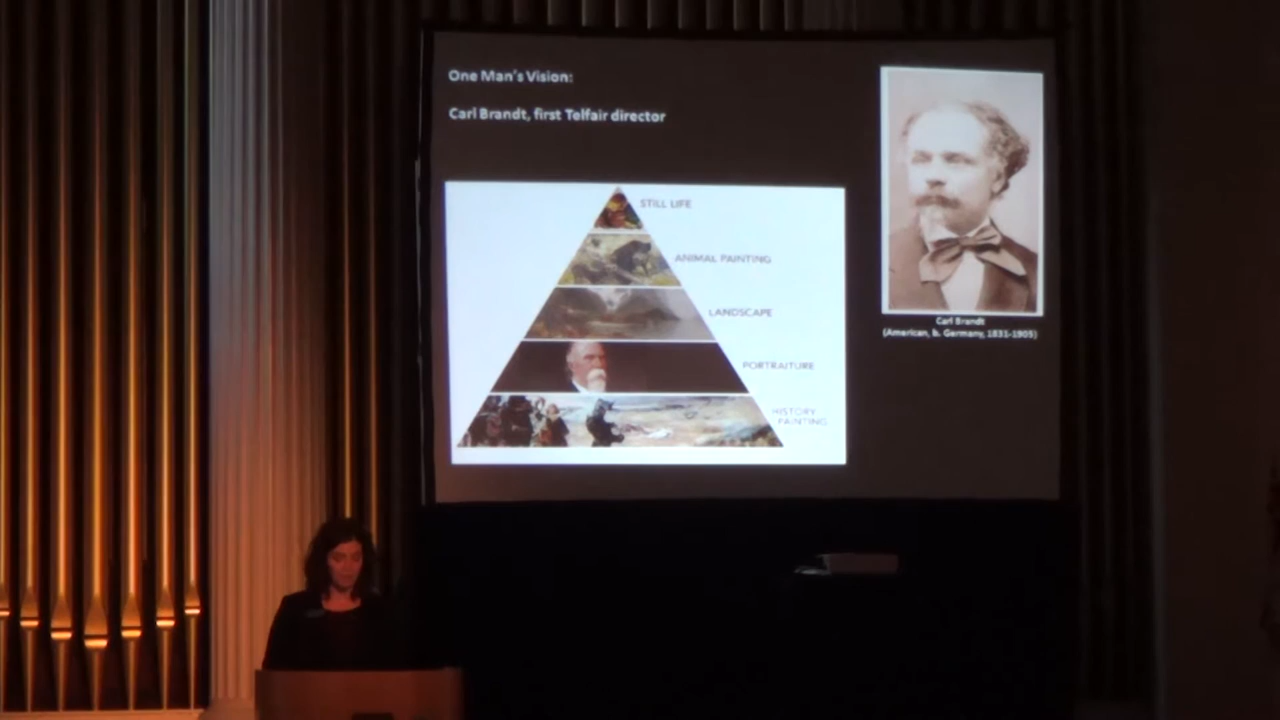 One Man's Vision:
Carl Brandt, first Telfair director
STILL LIFE
ANIMAL PAINTING
LANDSCAPE
PORTRAITURE
HISTORY
PAINTING
Carl Brandt
(American, b. Germany, 1831-1905)